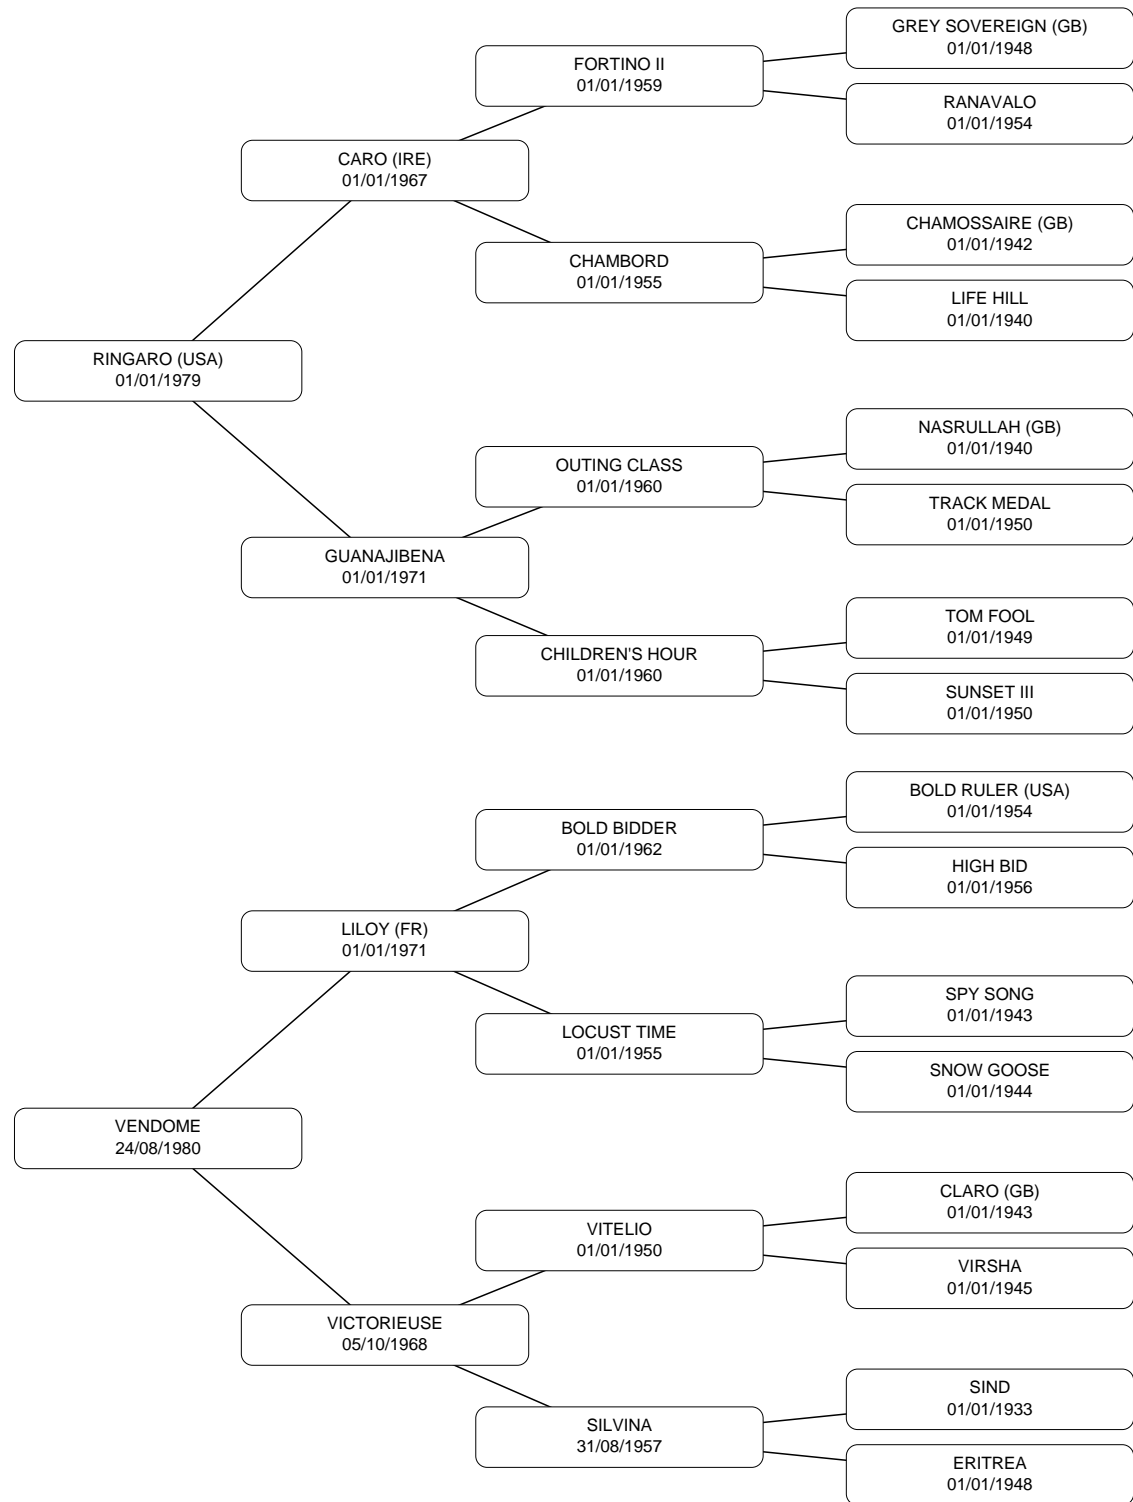 GREY SOVEREIGN (GB)
01/01/1948
FORTINO II
01/01/1959
RANAVALO
01/01/1954
CARO (IRE)
01/01/1967
CHAMOSSAIRE (GB)
01/01/1942
CHAMBORD
01/01/1955
LIFE HILL
01/01/1940
RINGARO (USA)
01/01/1979
NASRULLAH (GB)
01/01/1940
OUTING CLASS
01/01/1960
TRACK MEDAL
01/01/1950
GUANAJIBENA
01/01/1971
TOM FOOL
01/01/1949
CHILDREN'S HOUR
01/01/1960
SUNSET III
01/01/1950
BOLD RULER (USA)
01/01/1954
BOLD BIDDER
01/01/1962
HIGH BID
01/01/1956
LILOY (FR)
01/01/1971
SPY SONG
01/01/1943
LOCUST TIME
01/01/1955
SNOW GOOSE
01/01/1944
VENDOME
24/08/1980
CLARO (GB)
01/01/1943
VITELIO
01/01/1950
VIRSHA
01/01/1945
VICTORIEUSE
05/10/1968
SIND
01/01/1933
SILVINA
31/08/1957
ERITREA
01/01/1948